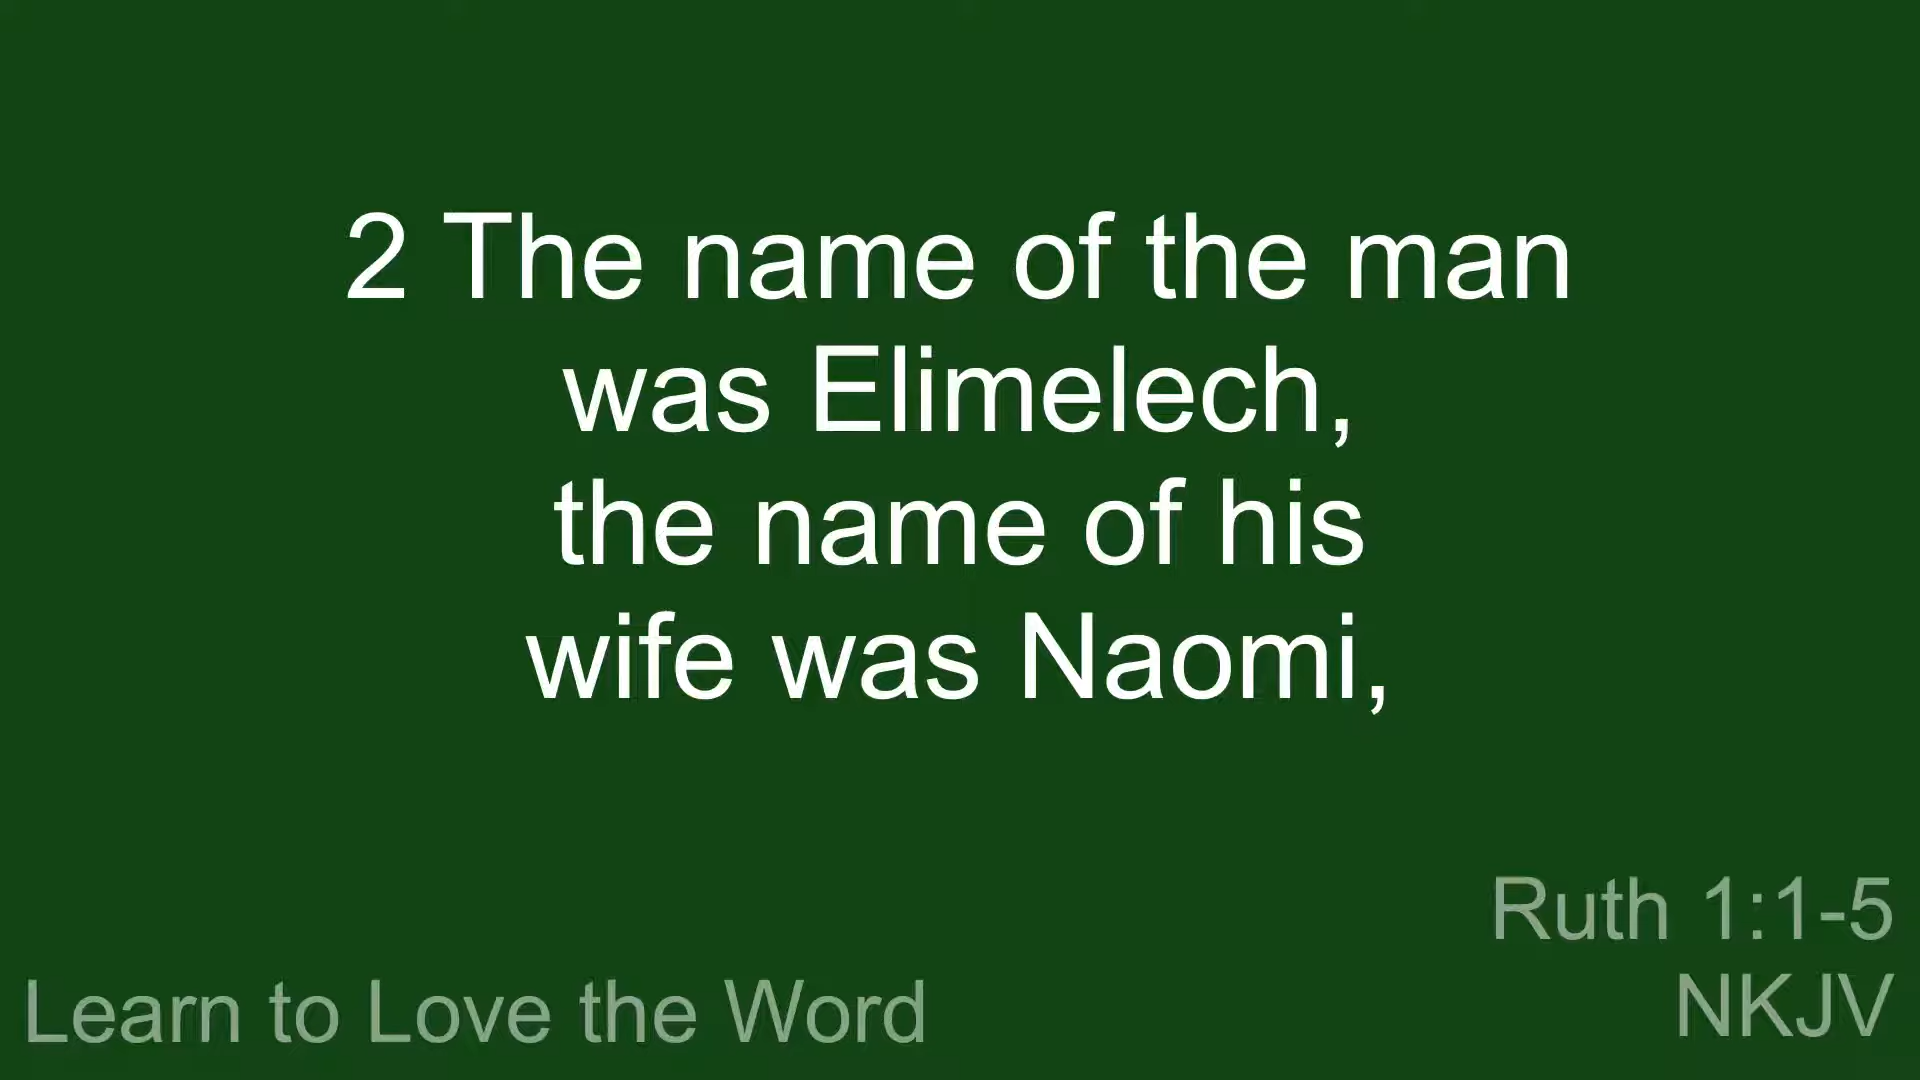 2 The name of the man
was Elimelech,
the name of his
wife was Naomi,
Ruth 1:1-5
NKJV
Learn to Love the Word